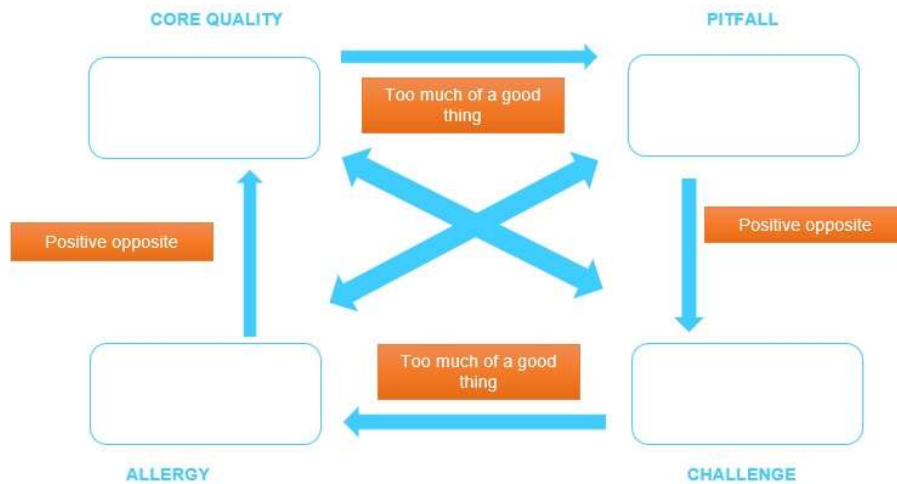 CORE QUALITY
PITFALL
Too much of a good
thing
Positive opposite
Positive opposite
Too much of a good
thing
ALLERGY
CHALLENGE